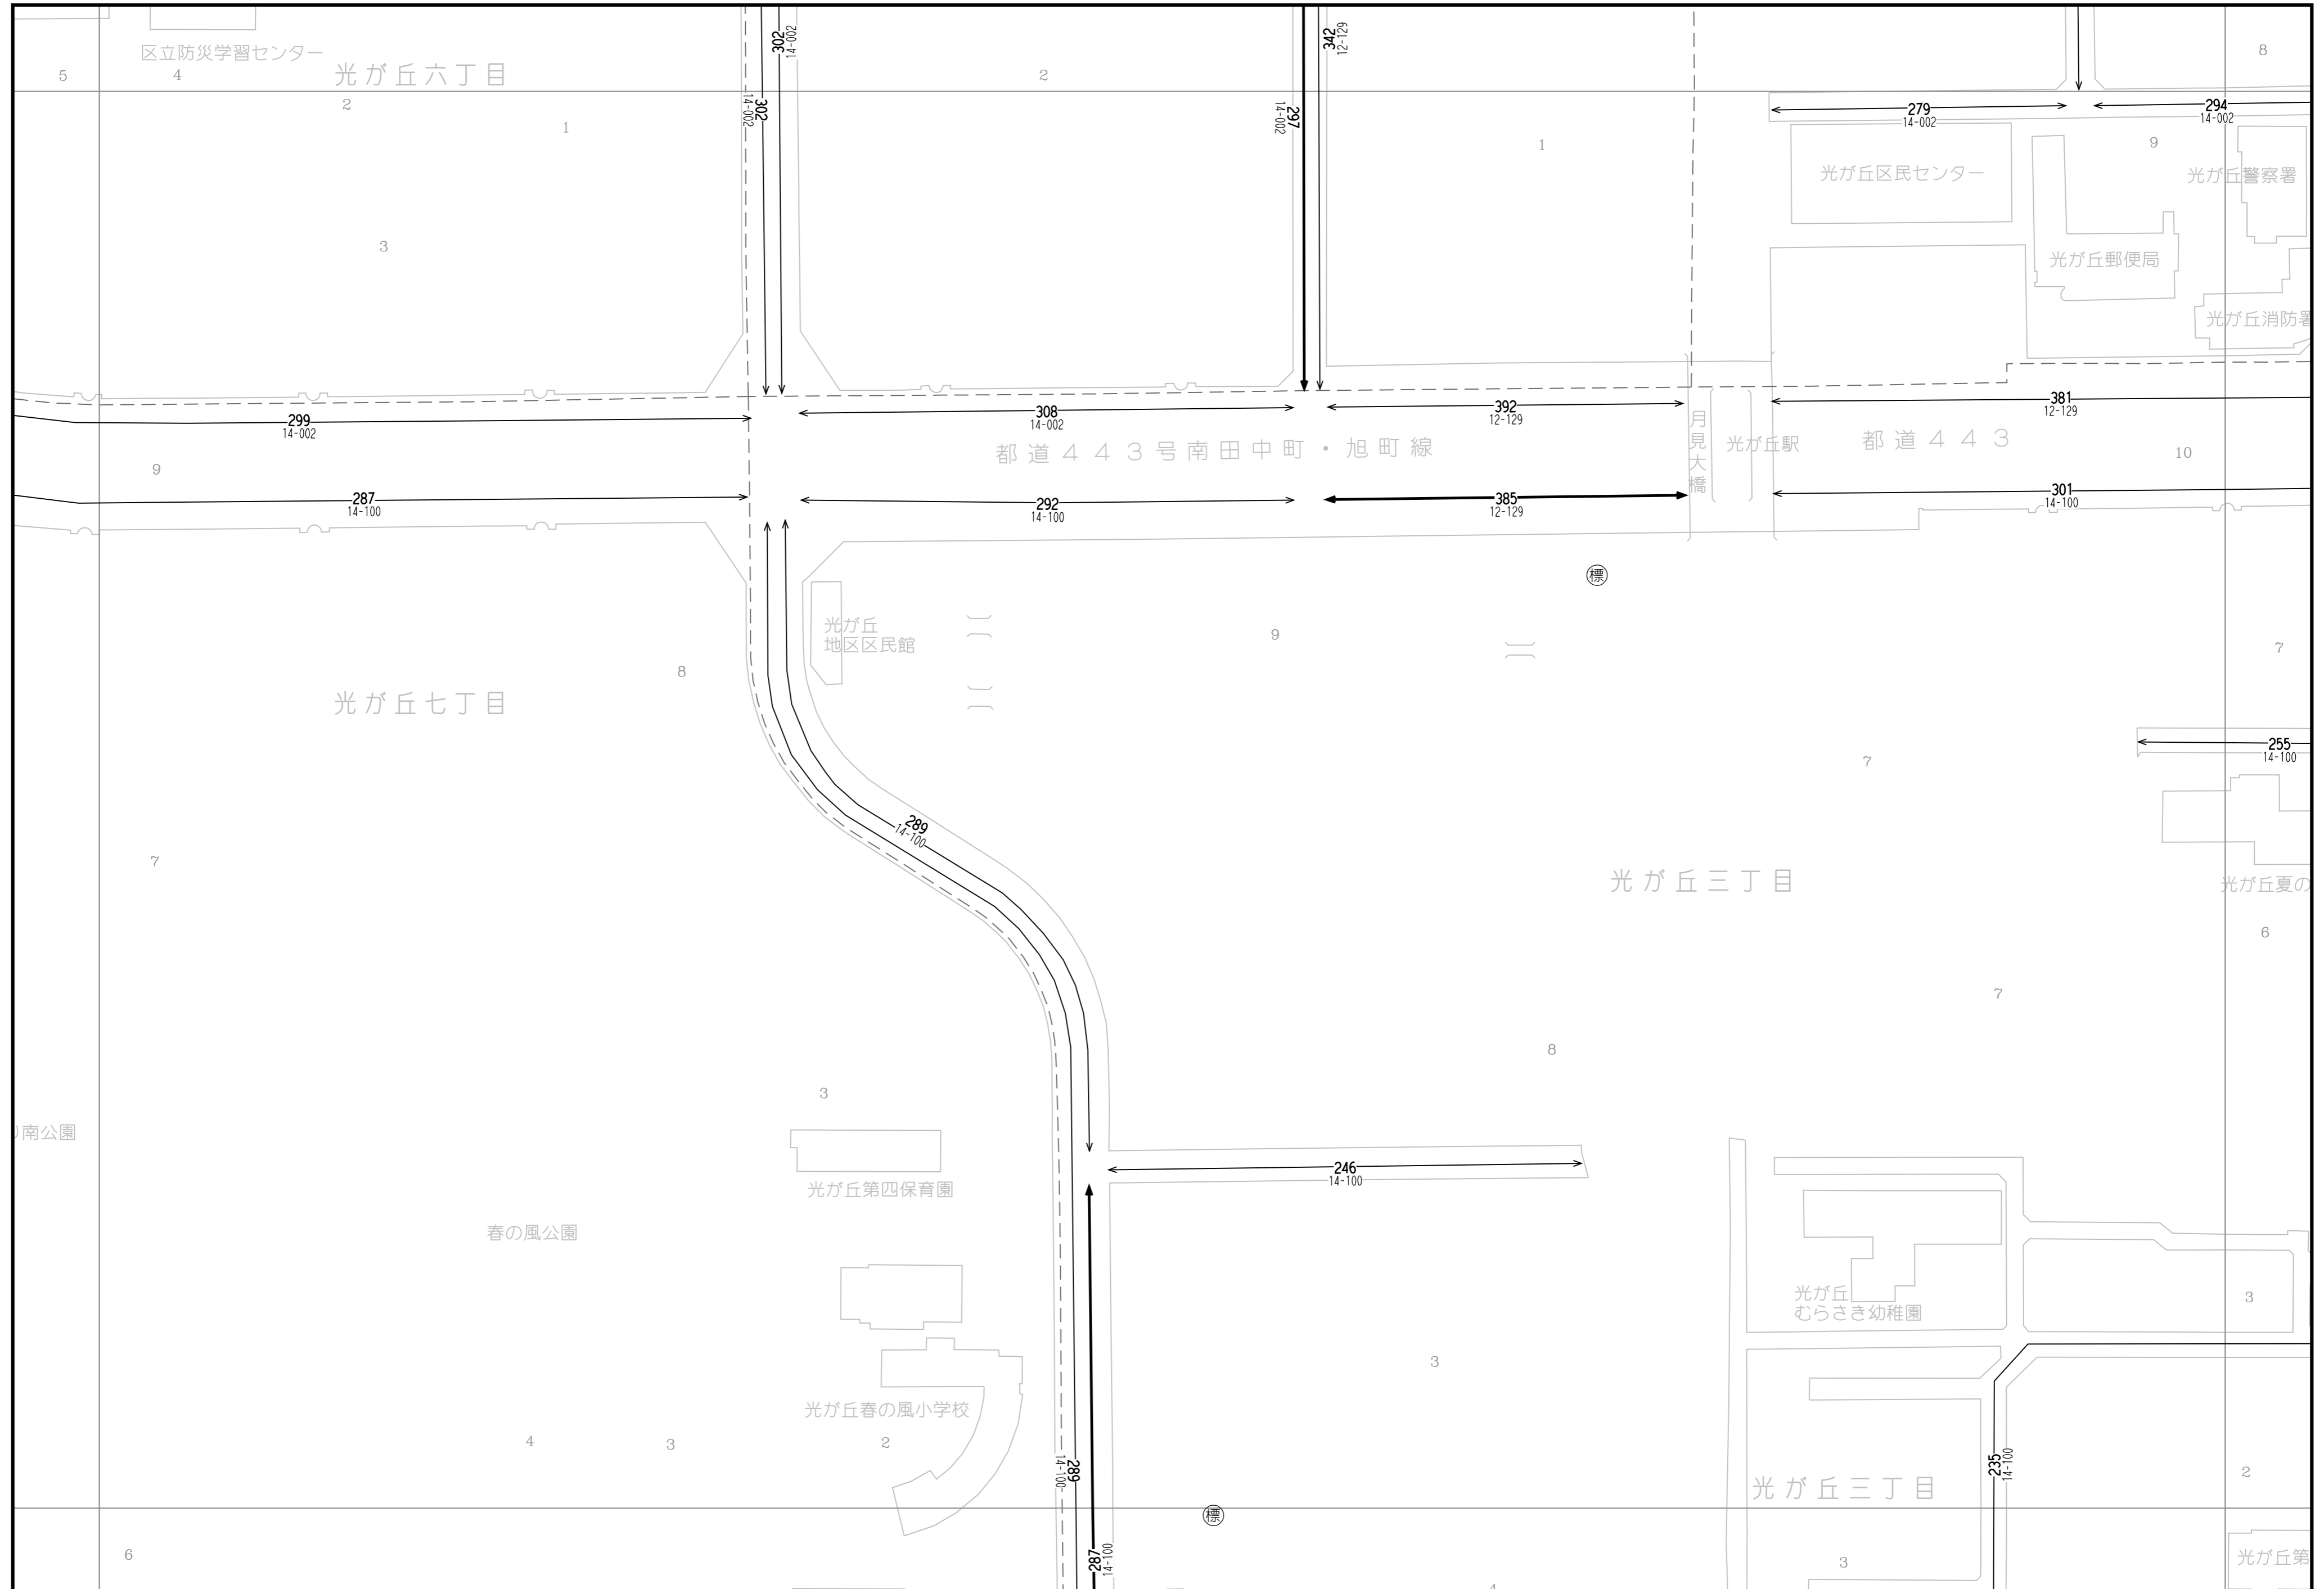 区立防災学習センター
光が丘六丁目
5
4
2
8
302
14-002
342
12-129
302
14-002
297
14-002
279
14-002
294
14-002
2
1
1
9
光が丘区民センター
光が丘警察署
3
光が丘郵便局
光が丘消防署
299
14-002
308
14-002
392
12-129
381
12-129
都道443号南田中町・旭町線
月見大橋
光が丘駅
都道443
9
10
287
14-100
292
14-100
385
12-129
301
14-100
標
光が丘
地区区民館
9
7
8
光が丘七丁目
255
14-100
7
289
14-100
7
光が丘三丁目
光が丘夏の
6
7
8
3
南公園
246
14-100
光が丘第四保育園
春の風公園
光が丘
むらさき幼稚園
3
3
光が丘春の風小学校
4
3
2
289
14-100
235
14-100
2
光が丘三丁目
標
6
287
14-100
3
光が丘第